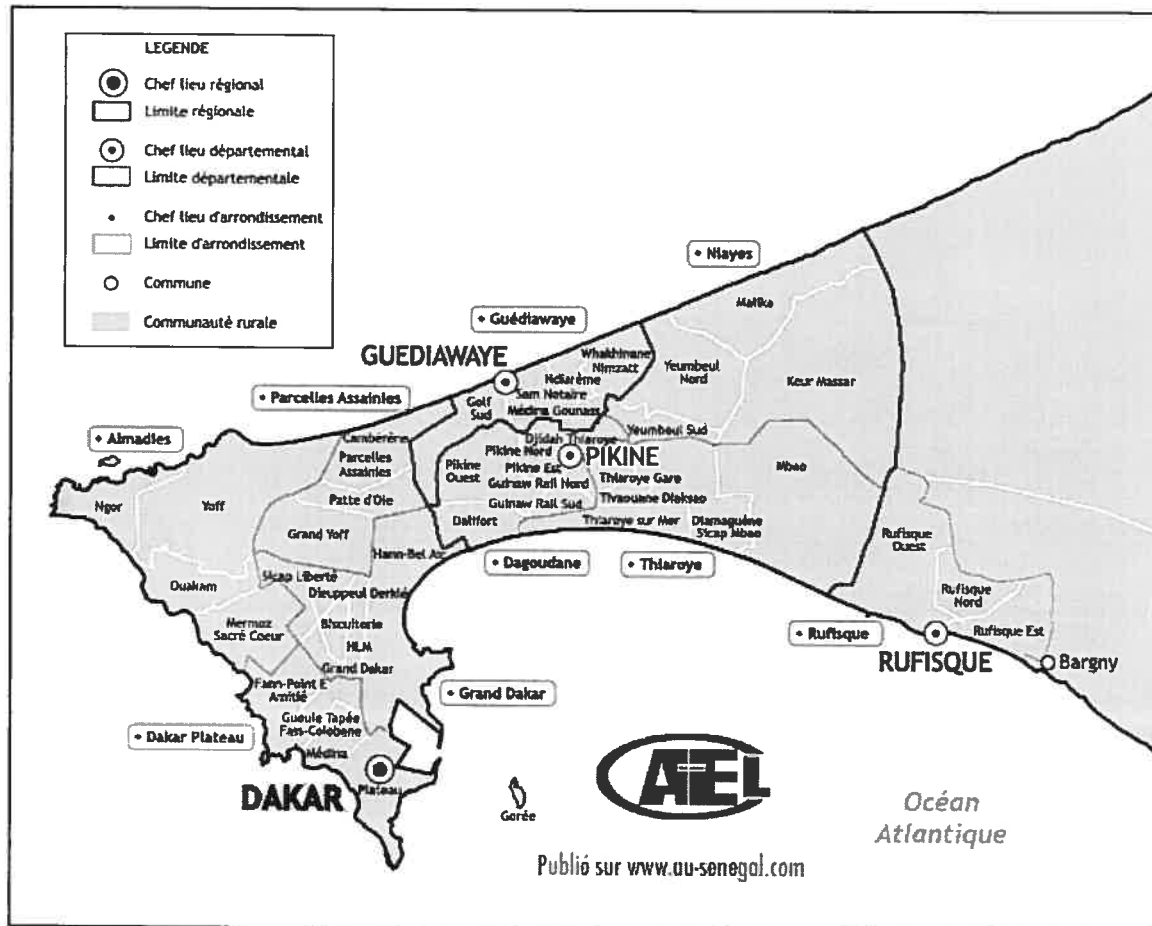 LEGENDE
Chef lieu régional
Limite régionale
Chef lieu départemental
Limite départementale
Chef lieu d'arrondissement
Limite d'arrondissement
Commune
Communauté rurale
• Niayes
• Guédiawaye
GUEDIAWAYE
• Parcelles Assainies
• Almadies
Malika
Whakhinane
Nimzatt
Yeumbeul
Nord
Ndiarème
Keur Massar
Sam Notaire
Golf
Sud
Médina Gounass
Yeumbeul Sud
Cambérène
Djidah Thiaroye
Pikine Nord
PIKINE
Parcelles
Assainies
Pikine
Ouest
Pikine Est
Mbao
Guinaw Rail Nord
Thiaroye Gare
Ngor
Yoff
Patte d'Oie
Guinaw Rail Sud
Thiaroye sur Mer
Dalifort
Diamaguène
Sicap Mbao
Grand Yoff
Hann-Bel Air
Rufisque
Ouest
• Dagoudane
• Thiaroye
Sicap Liberté
Ouakam
Dieuppeul Derklé
Rufisque
Nord
Mermoz
Sacré Coeur
Biscuiterie
HLM
• Rufisque
Rufisque Est
RUFISQUE
Bargny
Grand Dakar
Fann-Point E
Amitié
• Grand Dakar
Gueule Tapée
Fass-Colobane
• Dakar Plateau
Médina
DAKAR
Plateau
Gorée
Océan
Atlantique
Publié sur www.au-senegal.com